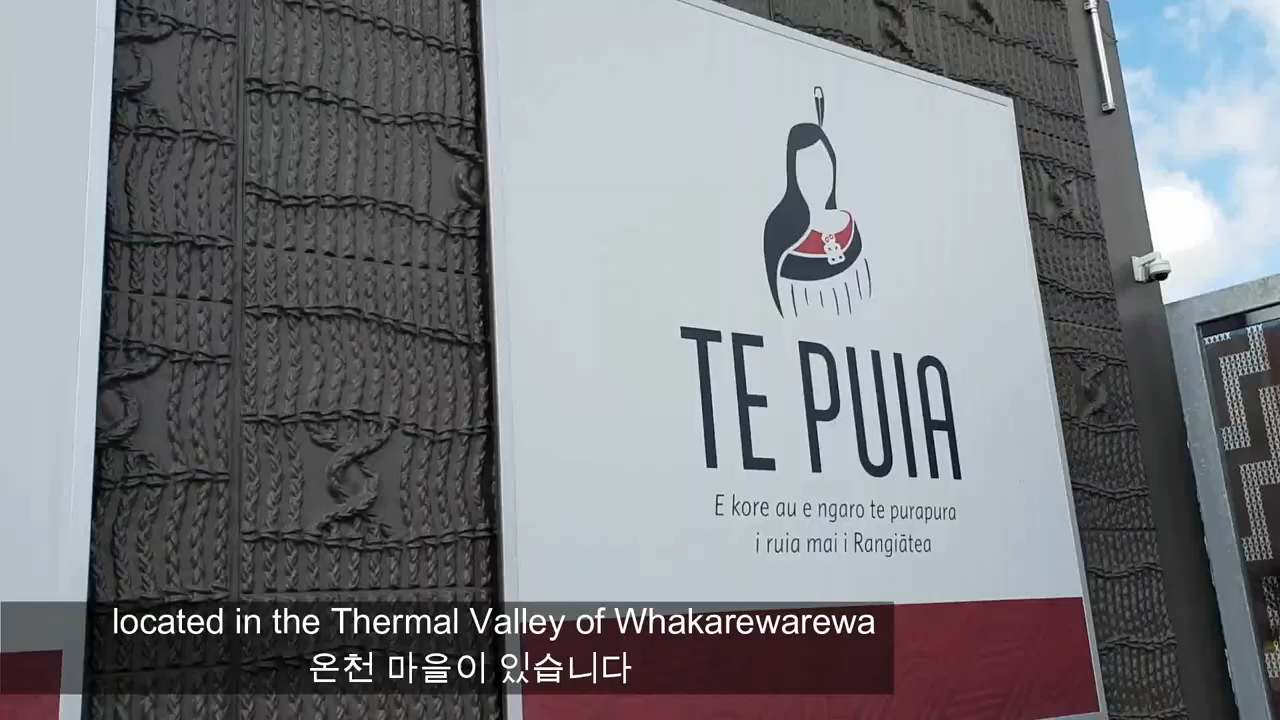 TE PUIA
E kore au e ngaro te purapura
i ruia mai i Rangiātea
located in the Thermal Valley of Whakarewarewa
온천 마을이 있습니다